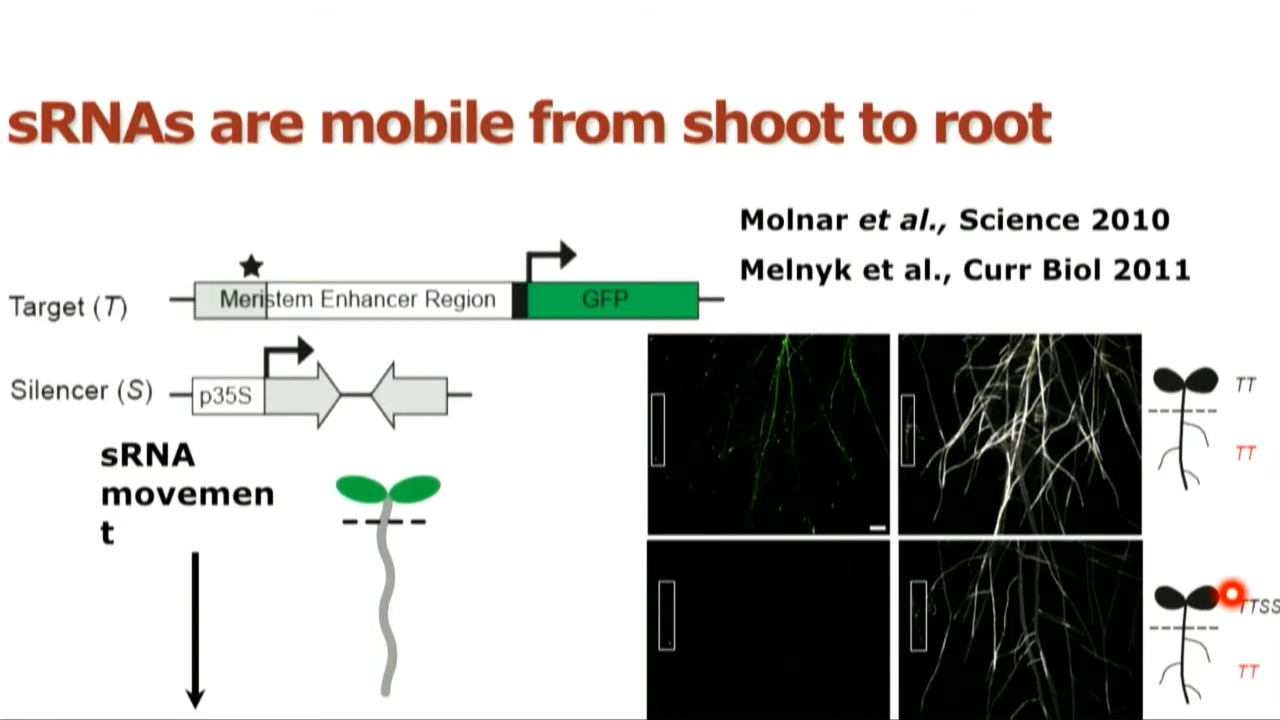 sRNAs are mobile from shoot to root
Molnar et al., Science 2010
Melnyk et al., Curr Biol 2011
Target (T)
Meristem Enhancer Region
GFP
Silencer (S)
p35S
sRNA
movemen
t
TT
TT
TTSS
TT